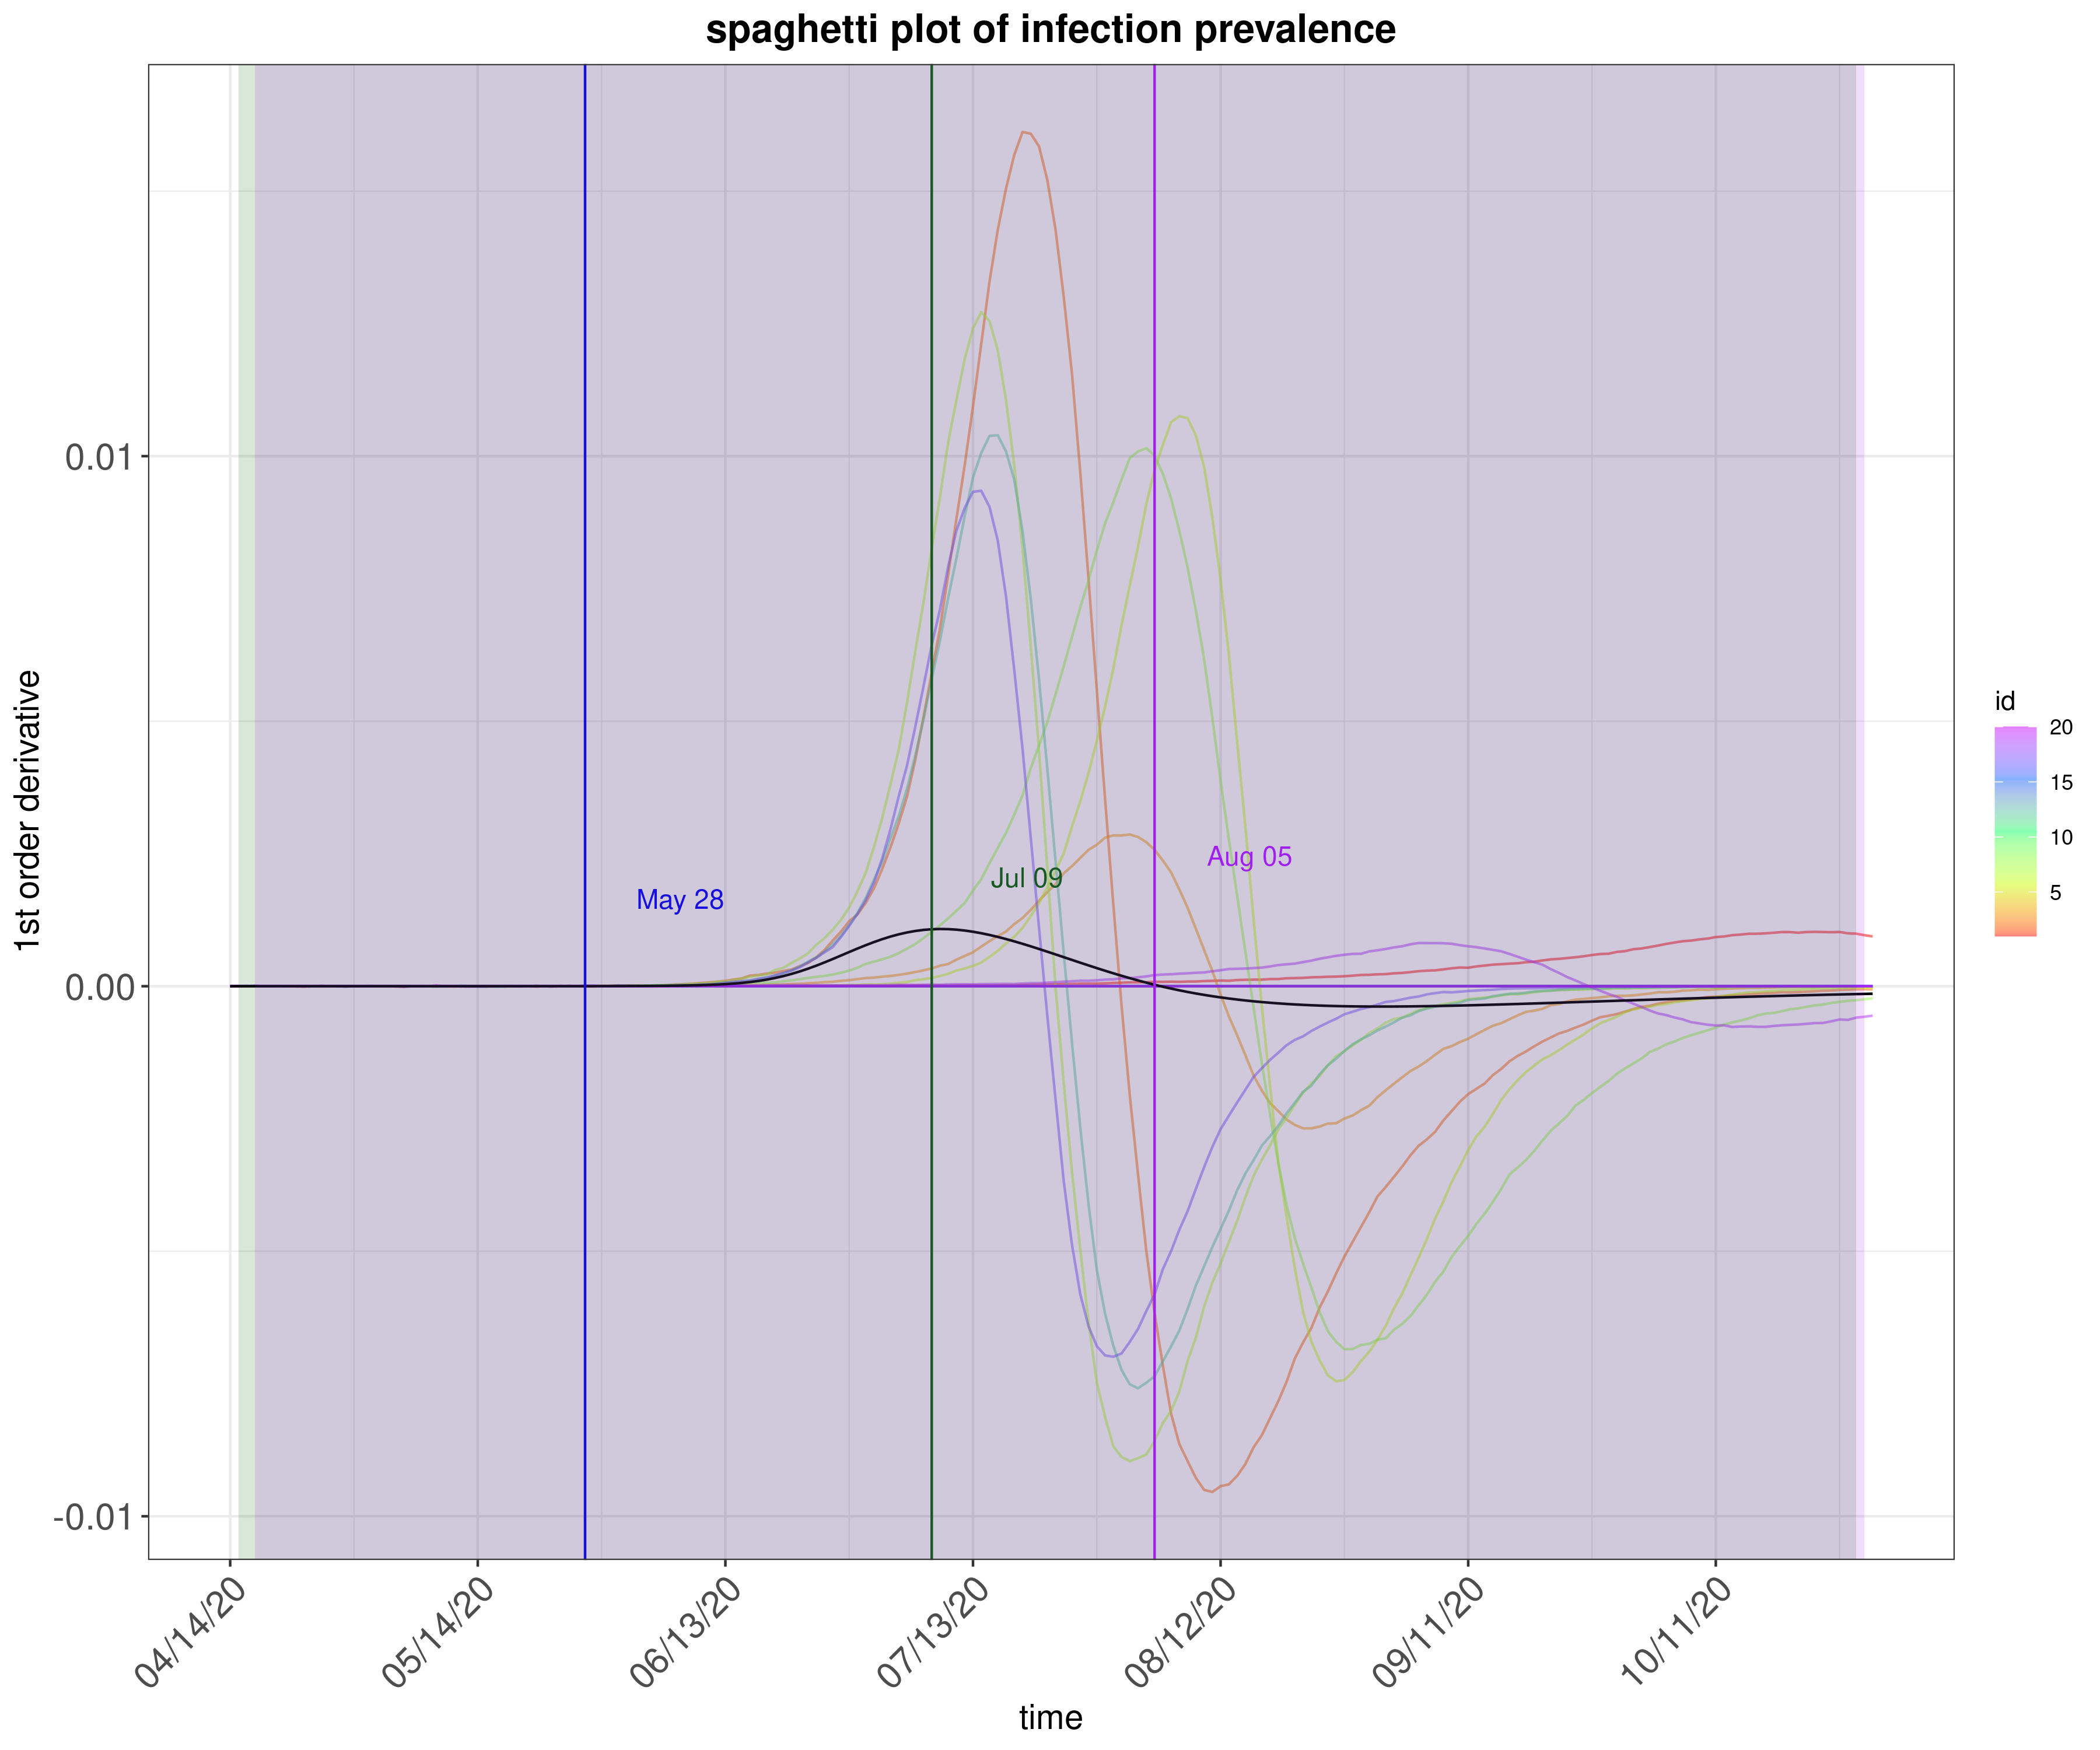 spaghetti plot of infection prevalence
1st order derivative
0.01
0.00
-0.01
May 28
Jul 09
Aug 05
id
20
15
10
5
04/14/20
05/14/20
06/13/20
07/13/20
08/12/20
09/11/20
10/11/20
time